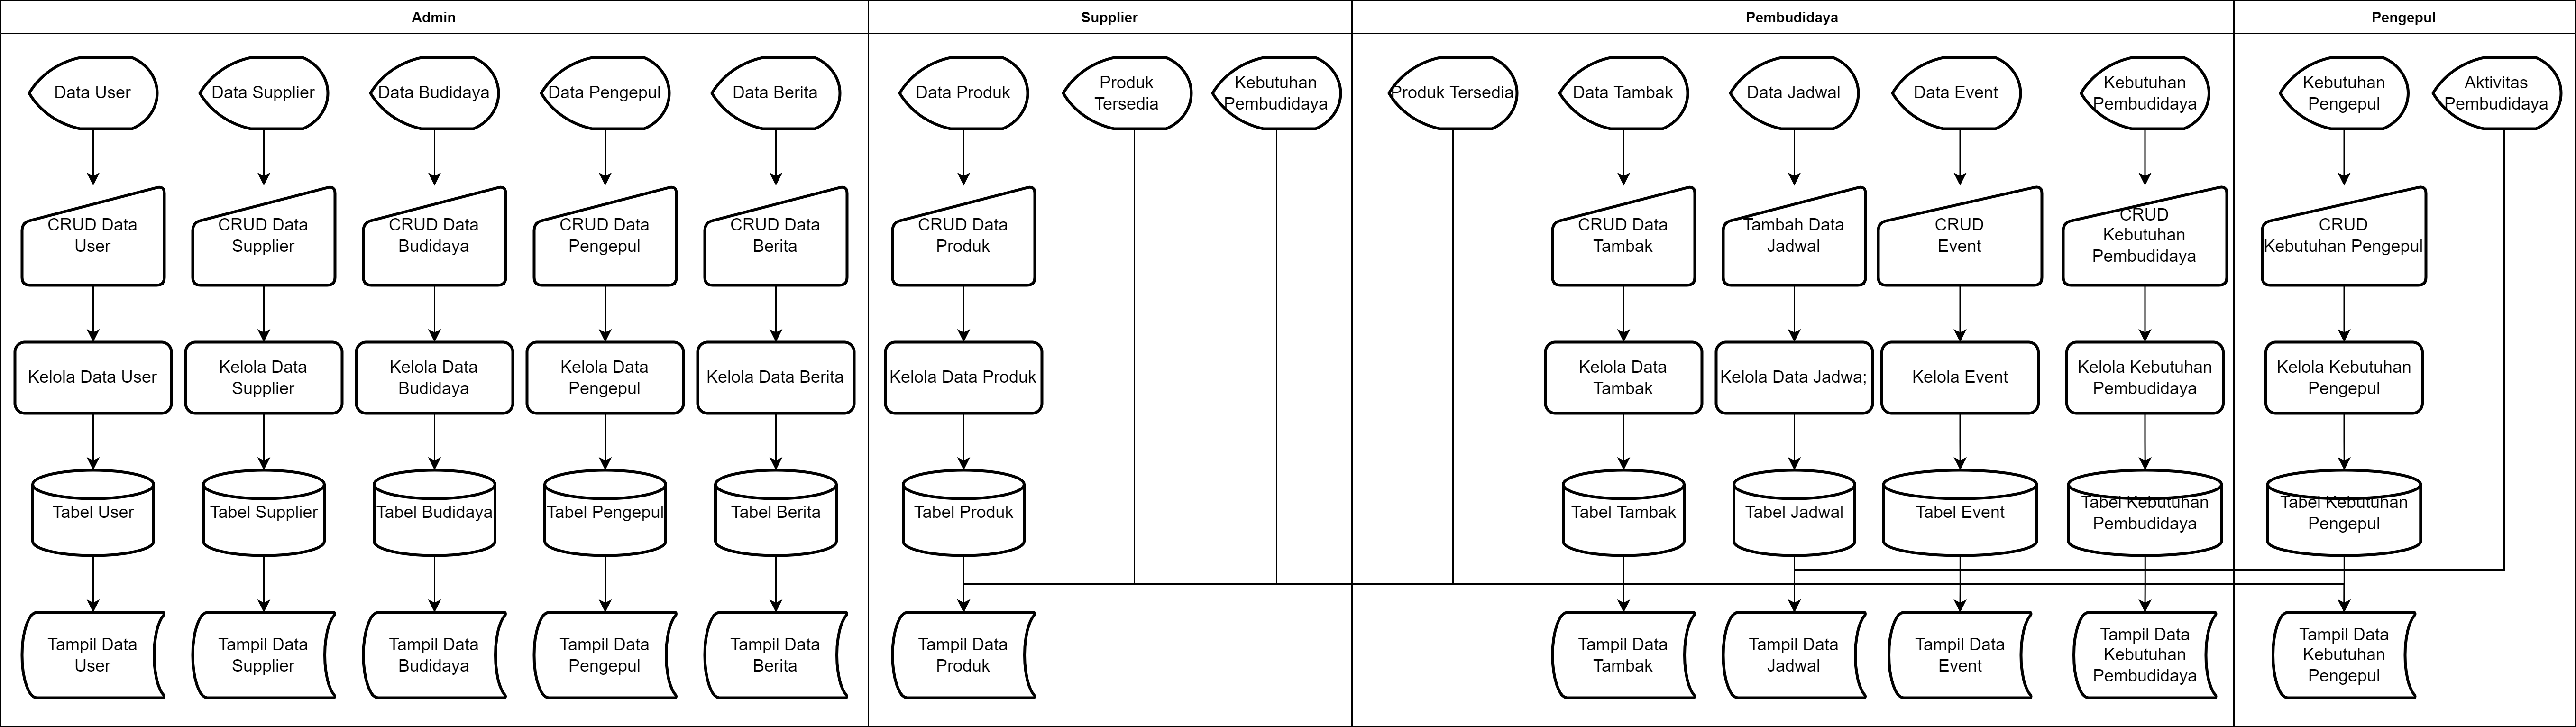 Admin
Supplier
Pembudidaya
Pengepul
Data User
Data Supplier
Data Budidaya
Data Pengepul
Data Berita
Data Produk
Produk
Tersedia
Kebutuhan
Pembudidaya
Produk Tersedia
Data Tambak
Data Jadwal
Data Event
Kebutuhan
Pembudidaya
Kebutuhan
Pengepul
Aktivitas
Pembudidaya
CRUD Data
User
CRUD Data
Supplier
CRUD Data
Budidaya
CRUD Data
Pengepul
CRUD Data
Berita
CRUD Data
Produk
CRUD Data
Tambak
Tambah Data
Jadwal
CRUD
Event
CRUD
Kebutuhan
Pembudidaya
CRUD
Kebutuhan Pengepul
Kelola Data User
Kelola Data
Supplier
Kelola Data
Budidaya
Kelola Data
Pengepul
Kelola Data Berita
Kelola Data Produk
Kelola Data
Tambak
Kelola Data Jadwa;
Kelola Event
Kelola Kebutuhan
Pembudidaya
Kelola Kebutuhan
Pengepul
Tabel User
Tabel Supplier
Tabel Budidaya
Tabel Pengepul
Tabel Berita
Tabel Produk
Tabel Tambak
Tabel Jadwal
Tabel Event
Tabel Kebutuhan
Pembudidaya
Tabel Kebutuhan
Pengepul
Tampil Data
User
Tampil Data
Supplier
Tampil Data
Budidaya
Tampil Data
Pengepul
Tampil Data
Berita
Tampil Data
Produk
Tampil Data
Tambak
Tampil Data
Jadwal
Tampil Data
Event
Tampil Data
Kebutuhan
Pembudidaya
Tampil Data
Kebutuhan
Pengepul